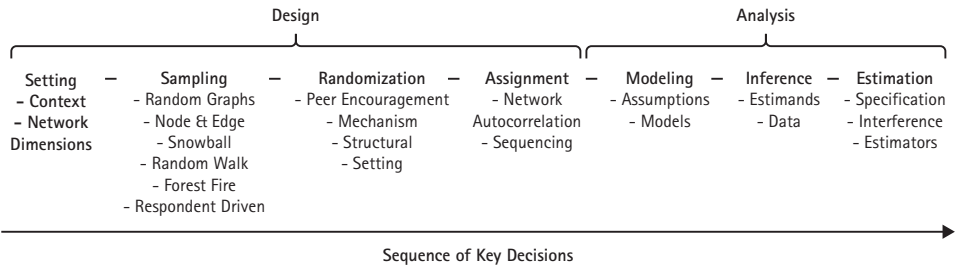 Design
Analysis
Setting – Sampling – Randomization – Assignment – Modeling – Inference – Estimation
- Context
- Network
Dimensions
- Random Graphs
- Node & Edge
- Snowball
- Random Walk
- Forest Fire
- Respondent Driven
- Peer Encouragement
- Mechanism
- Structural
- Setting
- Network
Autocorrelation
- Sequencing
- Assumptions
- Models
- Estimands
- Data
- Specification
- Interference
- Estimators
Sequence of Key Decisions